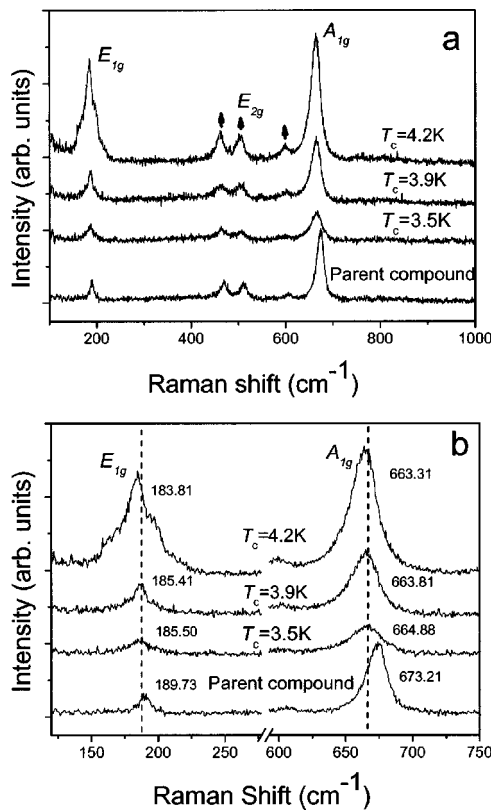 a
E1g
E2g
A1g
Tc=4.2K
Tc=3.9K
Tc=3.5K
Parent compound
Intensity (arb. units)
200 400 600 800 1000
Raman shift (cm-1)
b
E1g
A1g
183.81
663.31
Tc=4.2K
185.41
Tc=3.9K
663.81
185.50
Tc=3.5K
664.88
189.73
Parent compound
673.21
Intensity (arb. units)
150 200 250 600 650 700 750
Raman Shift (cm-1)